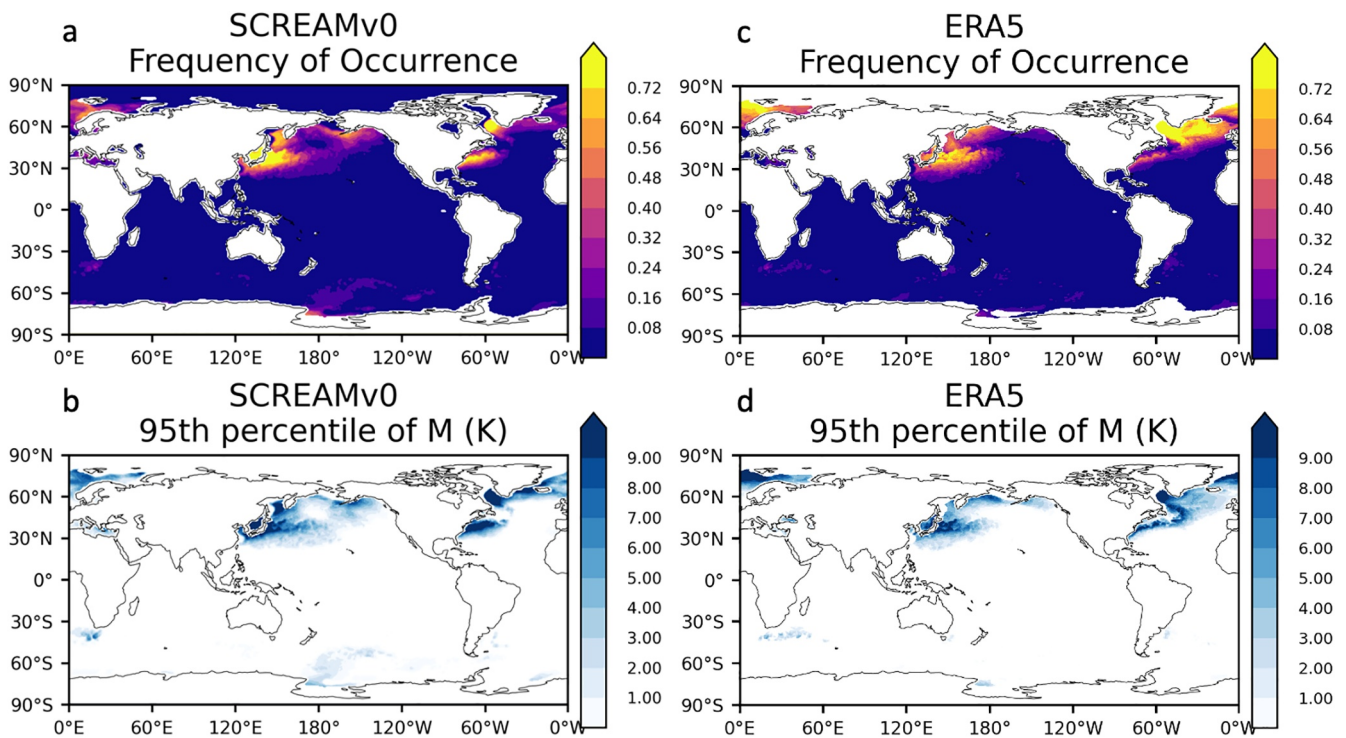 a
SCREAMv0
Frequency of Occurrence
90°N
60°N
30°N
0°
30°S
60°S
90°S
0°E
60°E
120°E
180°
120°W
60°W
0°W
0.72
0.64
0.56
0.48
0.40
0.32
0.24
0.16
0.08
c
ERA5
Frequency of Occurrence
90°N
60°N
30°N
0°
30°S
60°S
90°S
0°E
60°E
120°E
180°
120°W
60°W
0°W
0.72
0.64
0.56
0.48
0.40
0.32
0.24
0.16
0.08
b
SCREAMv0
95th percentile of M (K)
90°N
60°N
30°N
0°
30°S
60°S
90°S
0°E
60°E
120°E
180°
120°W
60°W
0°W
9.00
8.00
7.00
6.00
5.00
4.00
3.00
2.00
1.00
d
ERA5
95th percentile of M (K)
90°N
60°N
30°N
0°
30°S
60°S
90°S
0°E
60°E
120°E
180°
120°W
60°W
0°W
9.00
8.00
7.00
6.00
5.00
4.00
3.00
2.00
1.00